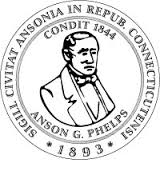 SIGILL CIVITAT ANSONIA IN REPUB. CONNECTICUTENSI
CONDIT 1844
ANSON G. PHELPS
1893